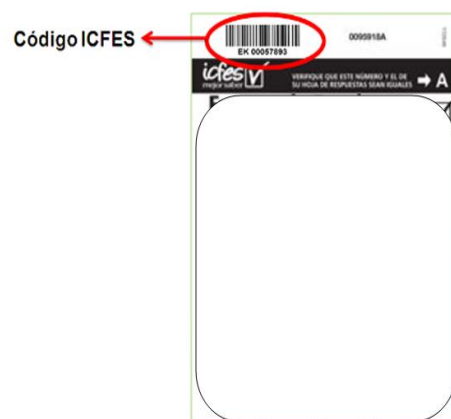 Código ICFES
EK 00057893
0095918A
icfes
mejor saber
VERIFIQUE QUE ESTE NÚMERO Y EL DE
SU HOJA DE RESPUESTAS SEAN IGUALES
A